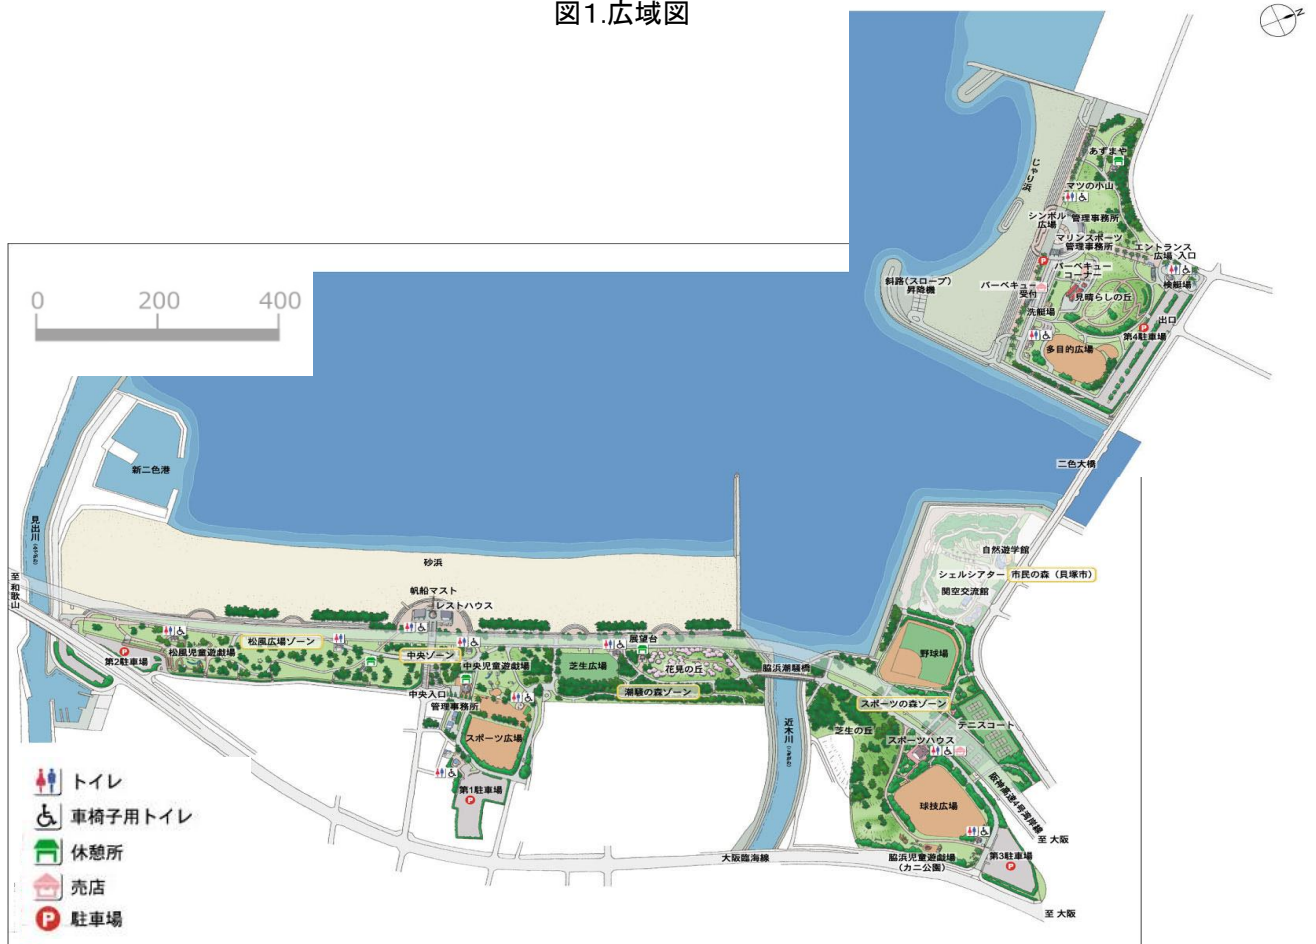 図1.広域図
N
あずまや
じゃり浜
マツの小山
シンボル
広場
管理事務所
マリンスポーツ
管理事務所
エントランス
広場 入口
バーベキュー
コーナー
斜路(スロープ)
昇降機
バーベキュー
受付
検艇場
見晴らしの丘
洗艇場
出口
第4駐車場
多目的広場
0 200 400
二色大橋
新二色港
見出川
砂浜
自然遊学館
シェルシアター
市民の森（貝塚市）
関空交流館
至 和歌山
帆船マスト
レストハウス
松風広場ゾーン
展望台
野球場
第2駐車場
松風児童遊戯場
中央ゾーン
中央児童遊戯場
芝生広場
花見の丘
脇浜潮騒橋
潮騒の森ゾーン
中央入口
管理事務所
スポーツの森ゾーン
テニスコート
近木川
芝生の丘
スポーツハウス
スポーツ広場
阪神高速4号湾岸線
至 大阪
第1駐車場
球技広場
大阪臨海線
脇浜児童遊戯場
(カニ公園)
第3駐車場
至 大阪
トイレ
車椅子用トイレ
休憩所
売店
P 駐車場